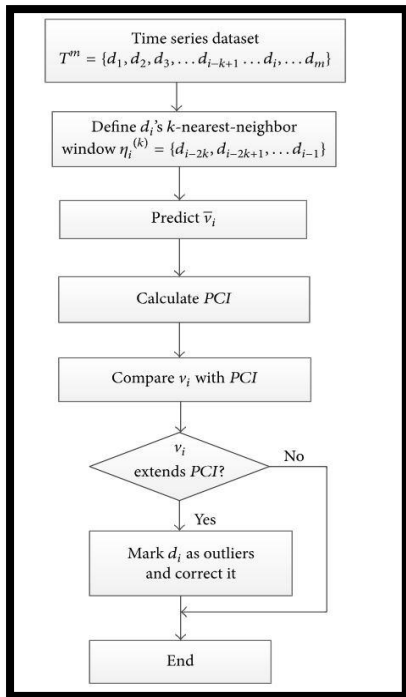 Time series dataset
T^m = {d_1, d_2, d_3, … d_{i−k+1} … d_i, … d_m}
Define d_i's k-nearest-neighbor
window η_i^{(k)} = {d_{i−2k}, d_{i−2k+1}, … d_{i−1}}
Predict v̅_i
Calculate PCI
Compare v_i with PCI
v_i
extends PCI?
No
Yes
Mark d_i as outliers
and correct it
End